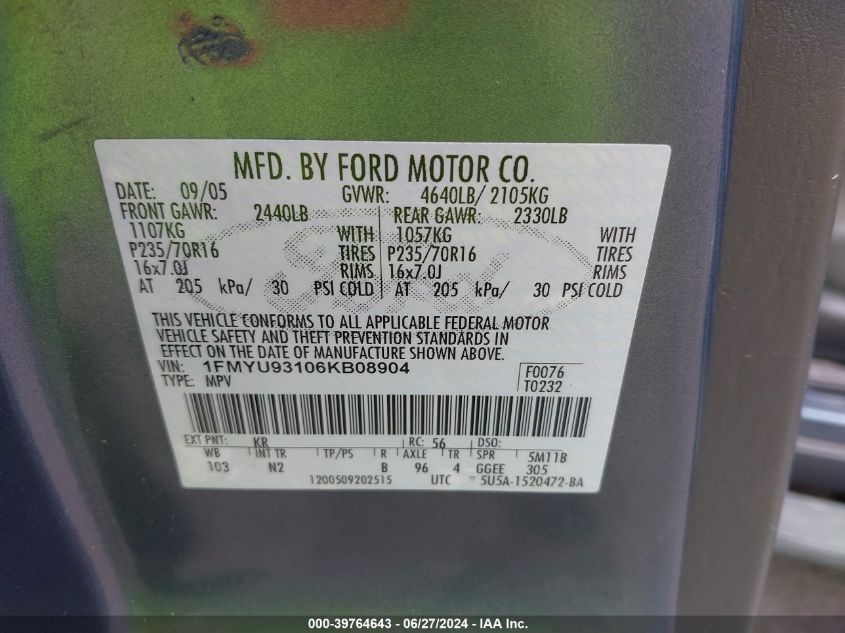 MFD. BY FORD MOTOR CO.
DATE: 09/05 GVWR: 4640LB/ 2105KG
FRONT GAWR: 2440LB REAR GAWR: 2330LB
1107KG WITH 1057KG WITH
P235/70R16 TIRES P235/70R16 TIRES
16x7.0J RIMS 16x7.0J RIMS
AT 205 kPa/ 30 PSI COLD AT 205 kPa/ 30 PSI COLD
THIS VEHICLE CONFORMS TO ALL APPLICABLE FEDERAL MOTOR
VEHICLE SAFETY AND THEFT PREVENTION STANDARDS IN
EFFECT ON THE DATE OF MANUFACTURE SHOWN ABOVE.
VIN: 1FMYU93106KB08904 F0076
TYPE: MPV T0232
EXT PNT: KR RC: 56 DSO:
WB INT TR TP/PS R AXLE TR SPR 5M11B
103 N2 B 96 4 GGEE 305
1200509202515 UTC 5U5A-1520472-BA
000-39764643 / 06/27/2024 - IAA Inc.